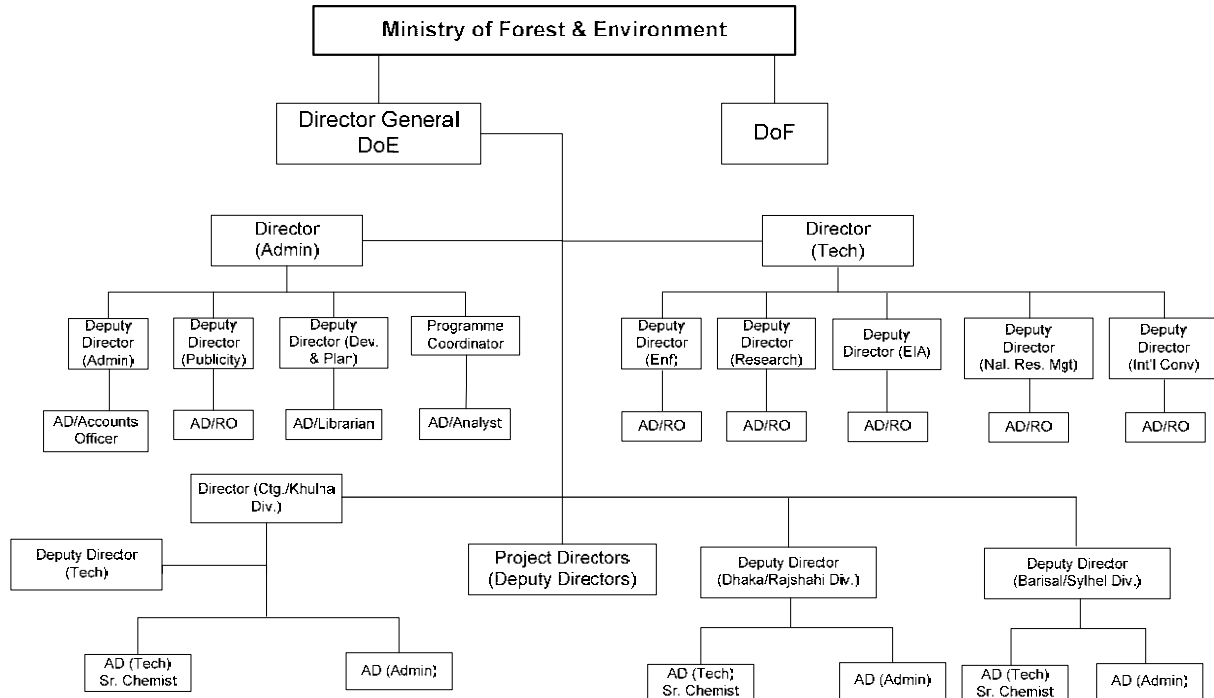 Ministry of Forest & Environment
Director General
DoE
DoF
Director
(Admin)
Director
(Tech)
Deputy
Director
(Admin)
Deputy
Director
(Publicity)
Deputy
Director (Dev.
& Plan)
Programme
Coordinator
Deputy
Director
(Enf)
Deputy
Director
(Research)
Deputy
Director (EIA)
Deputy
Director
(Nal. Res. Mgt)
Deputy
Director
(Int'l Conv)
AD/Accounts
Officer
AD/RO
AD/Librarian
AD/Analyst
AD/RO
AD/RO
AD/RO
AD/RO
AD/RO
Director (Ctg./Khulna
Div.)
Deputy Director
(Tech)
Project Directors
(Deputy Directors)
Deputy Director
(Dhaka/Rajshahi Div.)
Deputy Director
(Barisal/Sylhel Div.)
AD (Tech)
Sr. Chemist
AD (Admin)
AD (Tech)
Sr. Chemist
AD (Admin)
AD (Tech)
Sr. Chemist
AD (Admin)